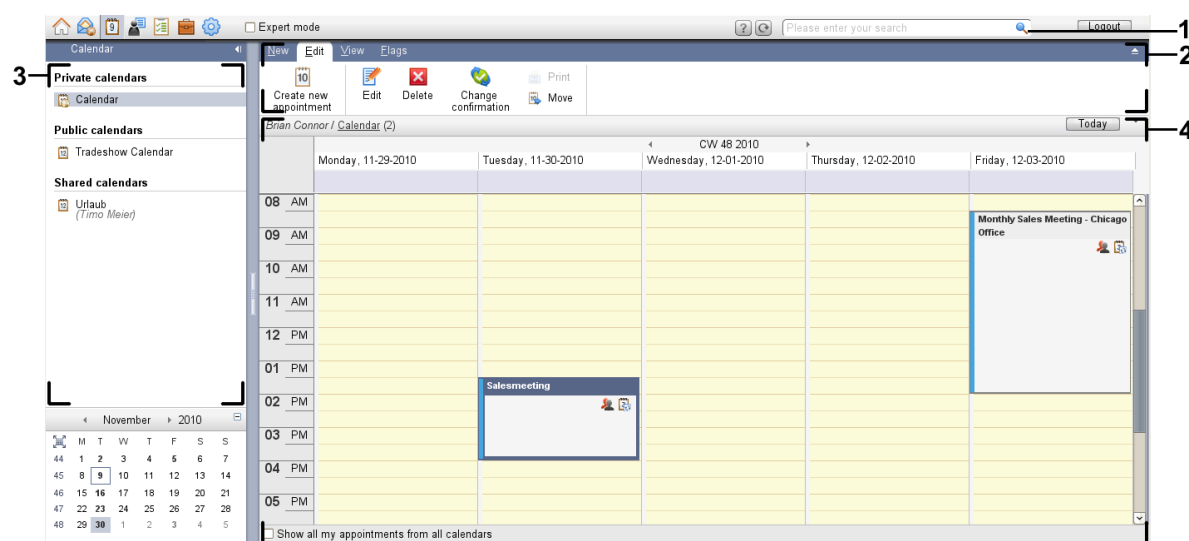 9
Expert mode
?
Please enter your search
Logout
1
Calendar
New Edit View Flags
2
3
Private calendars
Calendar
Public calendars
Tradeshow Calendar
Shared calendars
Urlaub
(Timo Meier)
10
Create new
appointment
Edit
Delete
Change
confirmation
Print
Move
Brian Connor / Calendar (2)
Today
4
CW 48 2010
Monday, 11-29-2010 Tuesday, 11-30-2010 Wednesday, 12-01-2010 Thursday, 12-02-2010 Friday, 12-03-2010
08 AM
Monthly Sales Meeting - Chicago
Office
09 AM
10 AM
11 AM
12 PM
01 PM
Salesmeeting
02 PM
03 PM
04 PM
05 PM
November 2010
M T W T F S S
44 1 2 3 4 5 6 7
45 8 9 10 11 12 13 14
46 15 16 17 18 19 20 21
47 22 23 24 25 26 27 28
48 29 30 1 2 3 4 5
Show all my appointments from all calendars